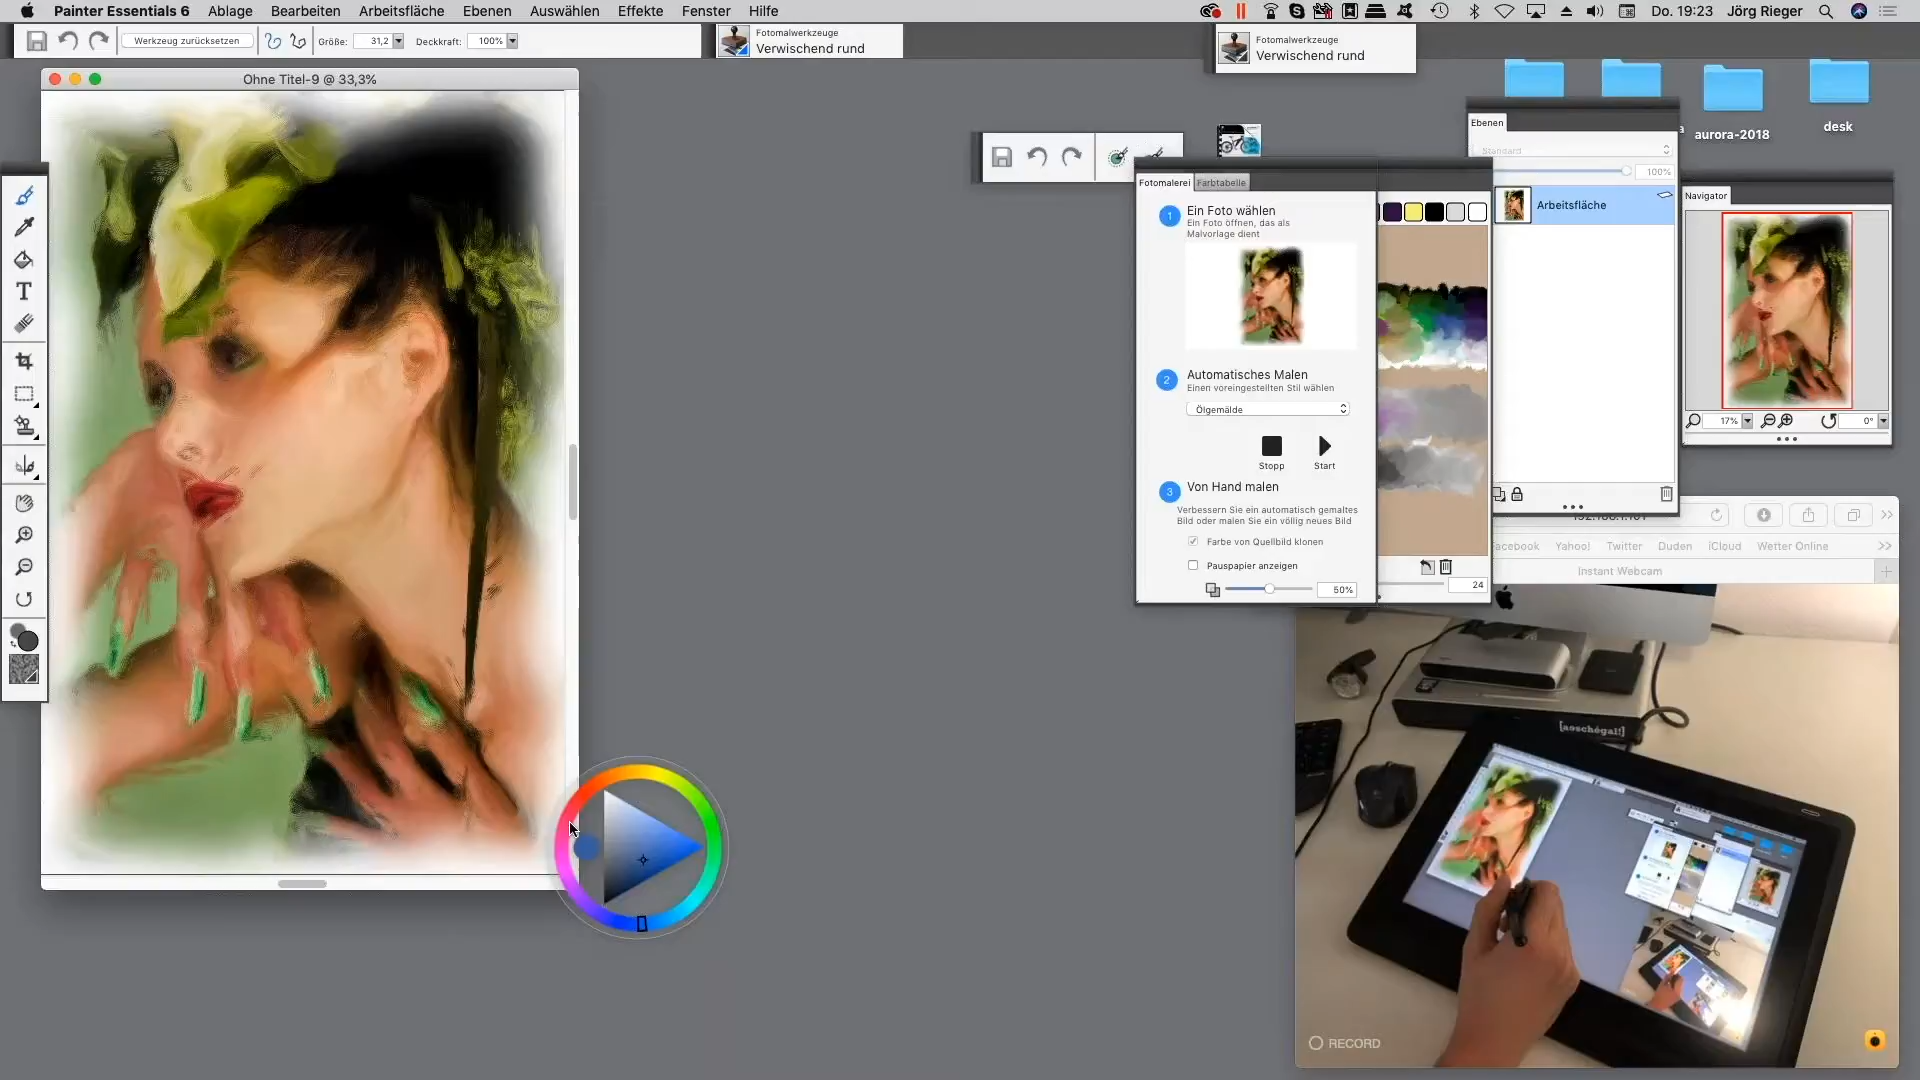 Painter Essentials 6 Ablage Bearbeiten Arbeitsfläche Ebenen Auswählen Effekte Fenster Hilfe Do. 19:23 Jörg Rieger
Werkzeug zurücksetzen Größe: 31,2 Deckkraft: 100%
Fotomalwerkzeuge
Verwischend rund
Fotomalwerkzeuge
Verwischend rund
Ohne Titel-9 @ 33,3%
aurora-2018
desk
Ebenen
Standard
100%
Arbeitsfläche
Navigator
17%
0°
Fotomalerei Farbtabelle
1 Ein Foto wählen
Ein Foto öffnen, das als
Malvorlage dient
2 Automatisches Malen
Einen voreingestellten Stil wählen
Ölgemälde
Stopp Start
3 Von Hand malen
Verbessern Sie ein automatisch gemaltes
Bild oder malen Sie ein völlig neues Bild
Farbe von Quellbild klonen
Pauspapier anzeigen
50%
24
acebook Yahoo! Twitter Duden iCloud Wetter Online
Instant Webcam
[aeschégal!]
RECORD